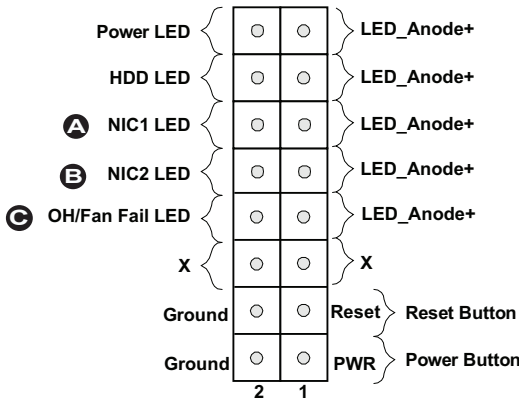 Power LED LED_Anode+
HDD LED LED_Anode+
A NIC1 LED LED_Anode+
B NIC2 LED LED_Anode+
C OH/Fan Fail LED LED_Anode+
X X
Ground Reset Reset Button
Ground PWR Power Button
2 1